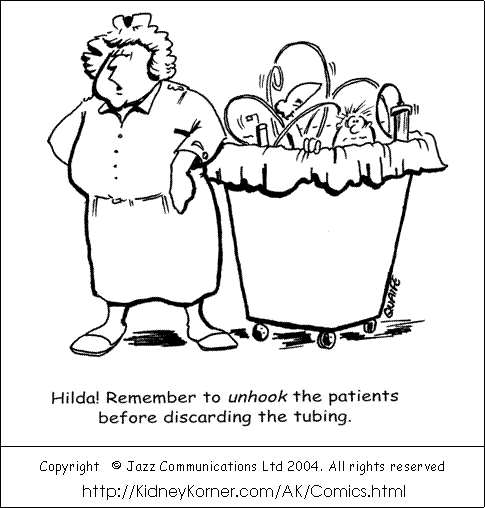 QUAIFE
Hilda! Remember to unhook the patients
before discarding the tubing.
Copyright © Jazz Communications Ltd 2004. All rights reserved
http://KidneyKorner.com/AK/Comics.html